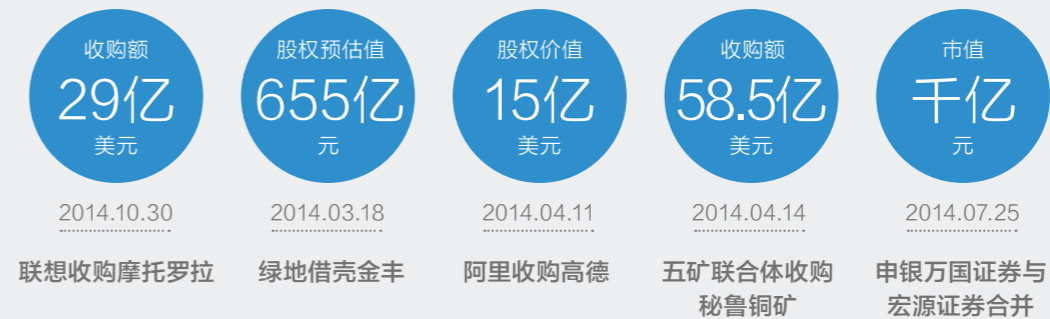 收购额
29亿
美元
2014.10.30
联想收购摩托罗拉
股权预估值
655亿
元
2014.03.18
绿地借壳金丰
股权价值
15亿
美元
2014.04.11
阿里收购高德
收购额
58.5亿
美元
2014.04.14
五矿联合体收购
秘鲁铜矿
市值
千亿
元
2014.07.25
申银万国证券与
宏源证券合并